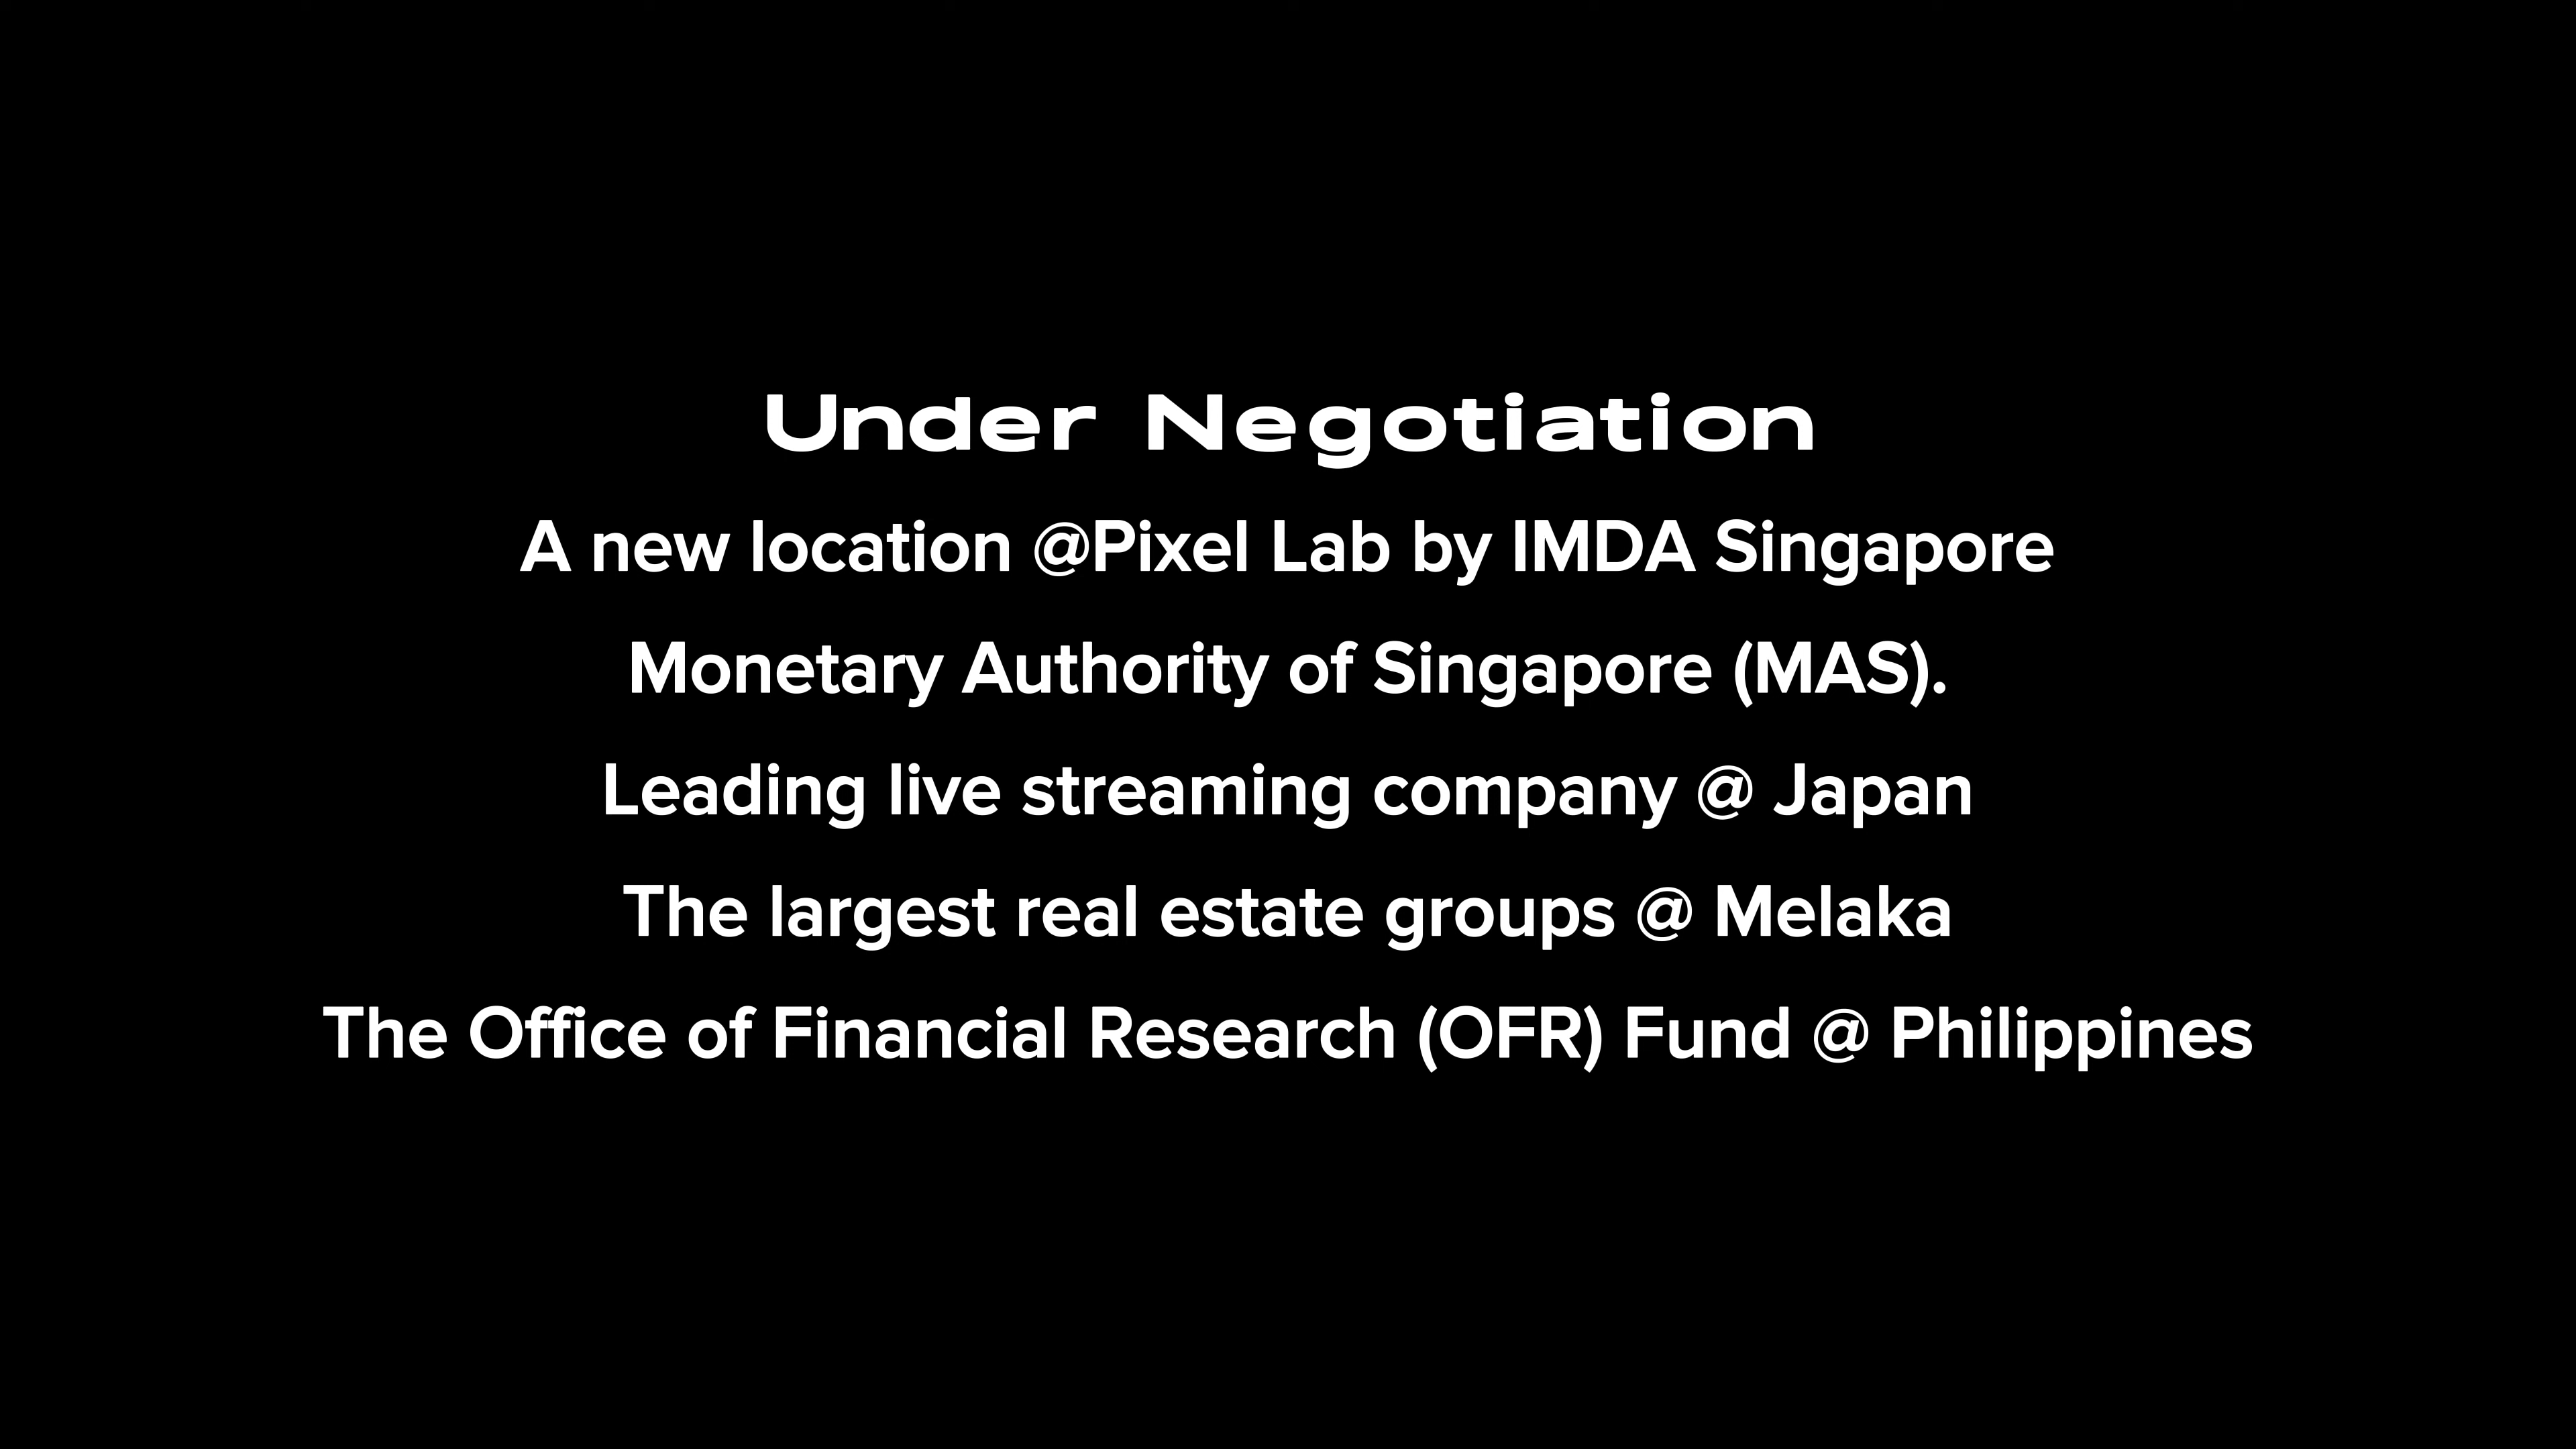 Under Negotiation
A new location @Pixel Lab by IMDA Singapore
Monetary Authority of Singapore (MAS).
Leading live streaming company @ Japan
The largest real estate groups @ Melaka
The Office of Financial Research (OFR) Fund @ Philippines